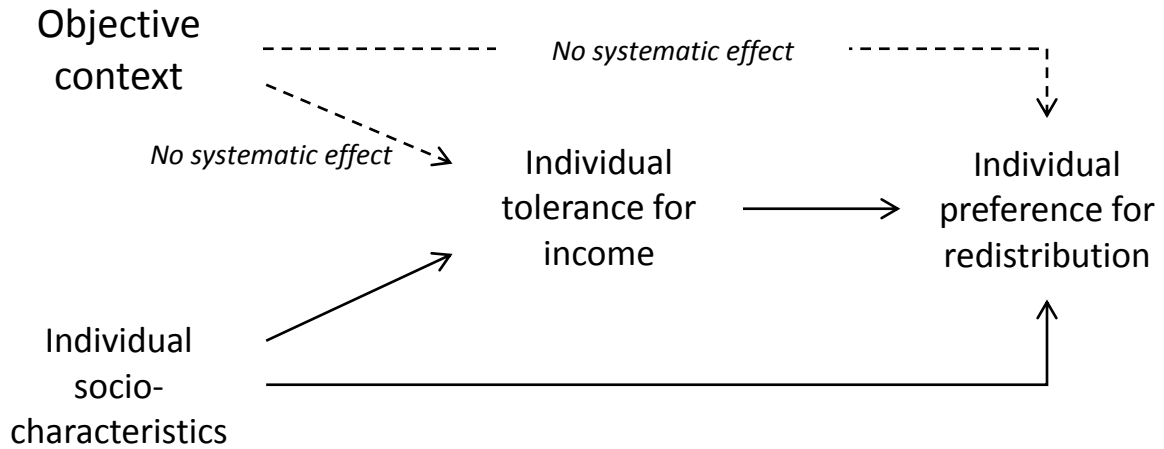 Objective
context
No systematic effect
No systematic effect
Individual
tolerance for
income
Individual
preference for
redistribution
Individual
socio-
characteristics